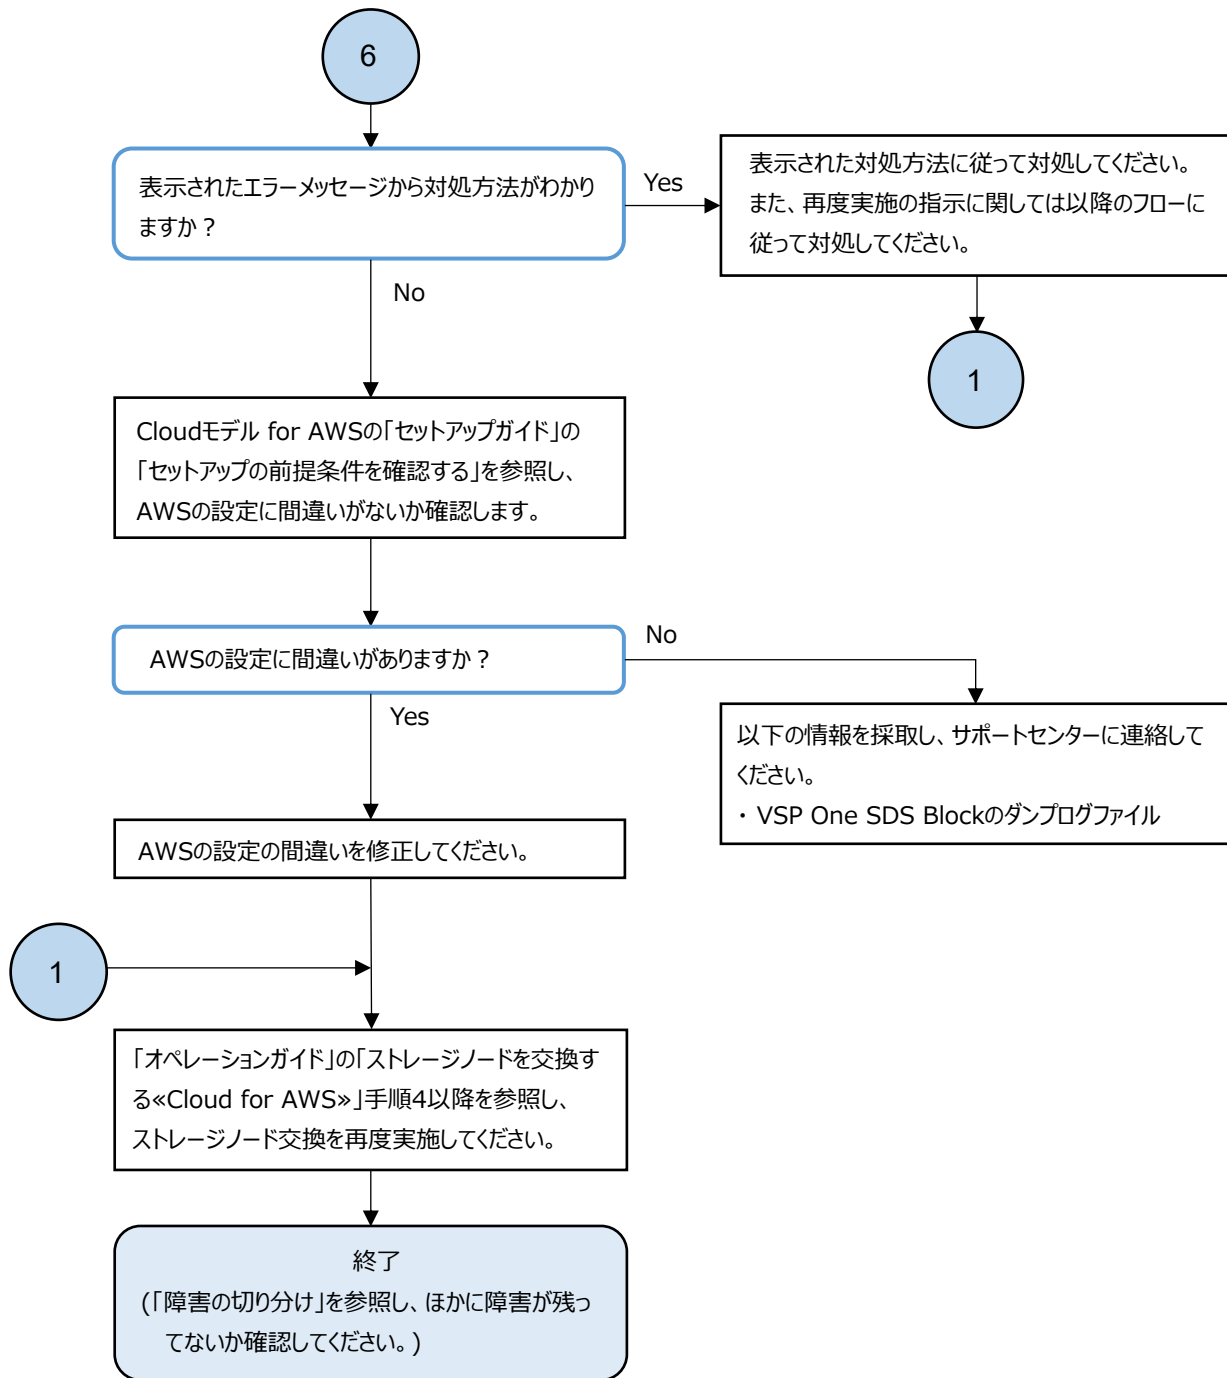 6
表示されたエラーメッセージから対処方法がわかり
ますか？
Yes
表示された対処方法に従って対処してください。
また、再度実施の指示に関しては以降のフローに
従って対処してください。
No
1
Cloudモデル for AWSの「セットアップガイド」の
「セットアップの前提条件を確認する」を参照し、
AWSの設定に間違いがないか確認します。
AWSの設定に間違いがありますか？
No
Yes
以下の情報を採取し、サポートセンターに連絡して
ください。
・ VSP One SDS Blockのダンプログファイル
AWSの設定の間違いを修正してください。
1
「オペレーションガイド」の「ストレージノードを交換す
る«Cloud for AWS»」手順4以降を参照し、
ストレージノード交換を再度実施してください。
終了
(「障害の切り分け」を参照し、ほかに障害が残っ
てないか確認してください。)